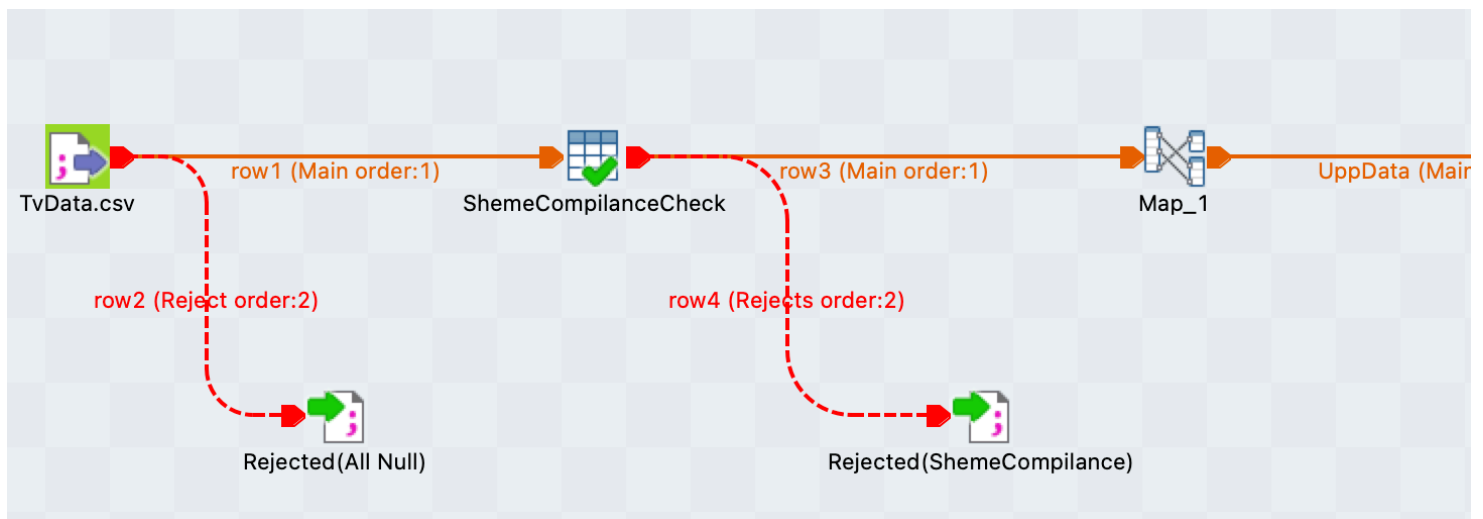 row1 (Main order:1)
row3 (Main order:1)
UppData (Main
TvData.csv
ShemeCompilanceCheck
Map_1
row2 (Reject order:2)
row4 (Rejects order:2)
Rejected(All Null)
Rejected(ShemeCompilance)